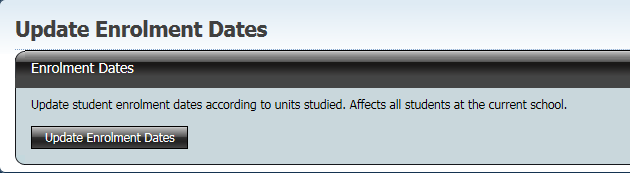 Update Enrolment Dates
Enrolment Dates
Update student enrolment dates according to units studied. Affects all students at the current school.
Update Enrolment Dates